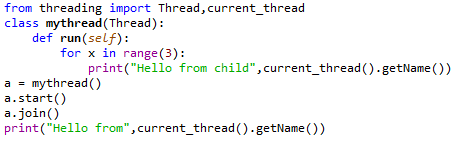 from threading import Thread,current_thread
class mythread(Thread):
    def run(self):
        for x in range(3):
            print("Hello from child",current_thread().getName())
a = mythread()
a.start()
a.join()
print("Hello from",current_thread().getName())